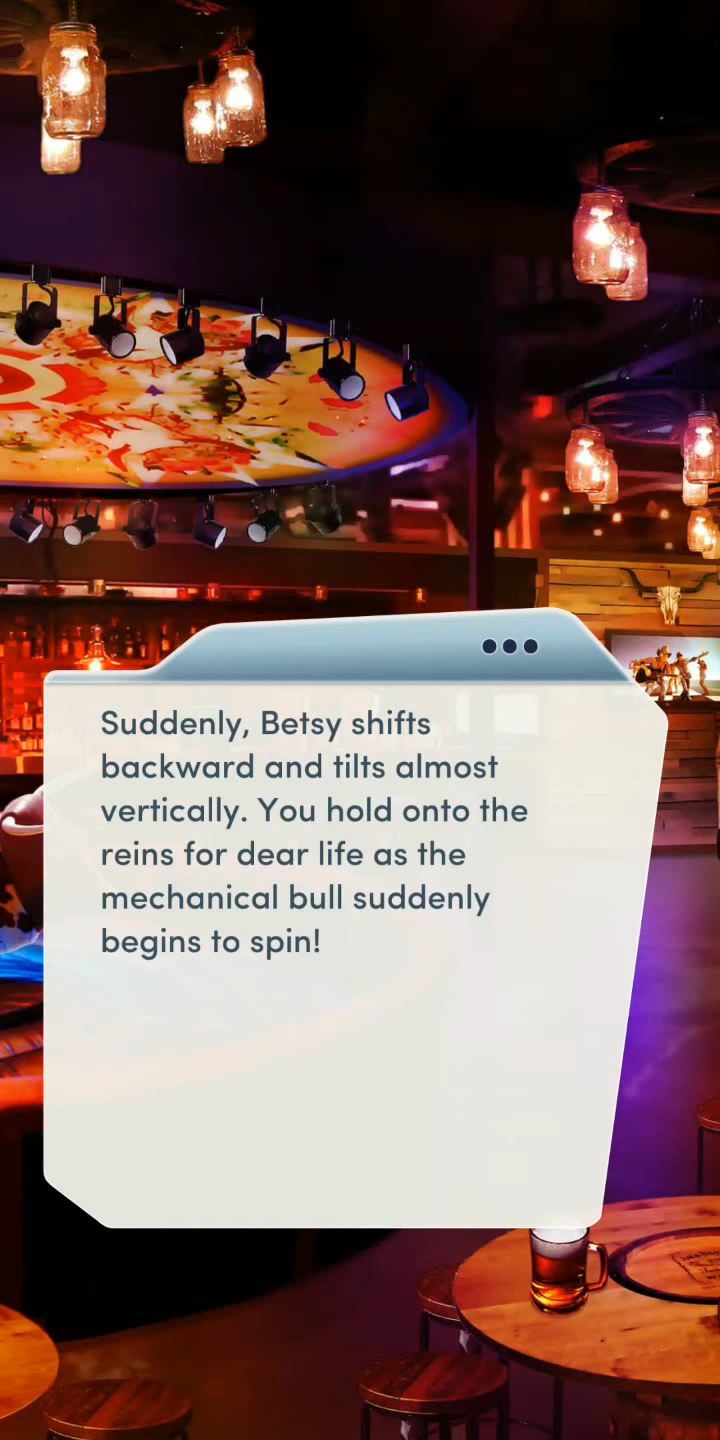 Suddenly, Betsy shifts
backward and tilts almost
vertically. You hold onto the
reins for dear life as the
mechanical bull suddenly
begins to spin!